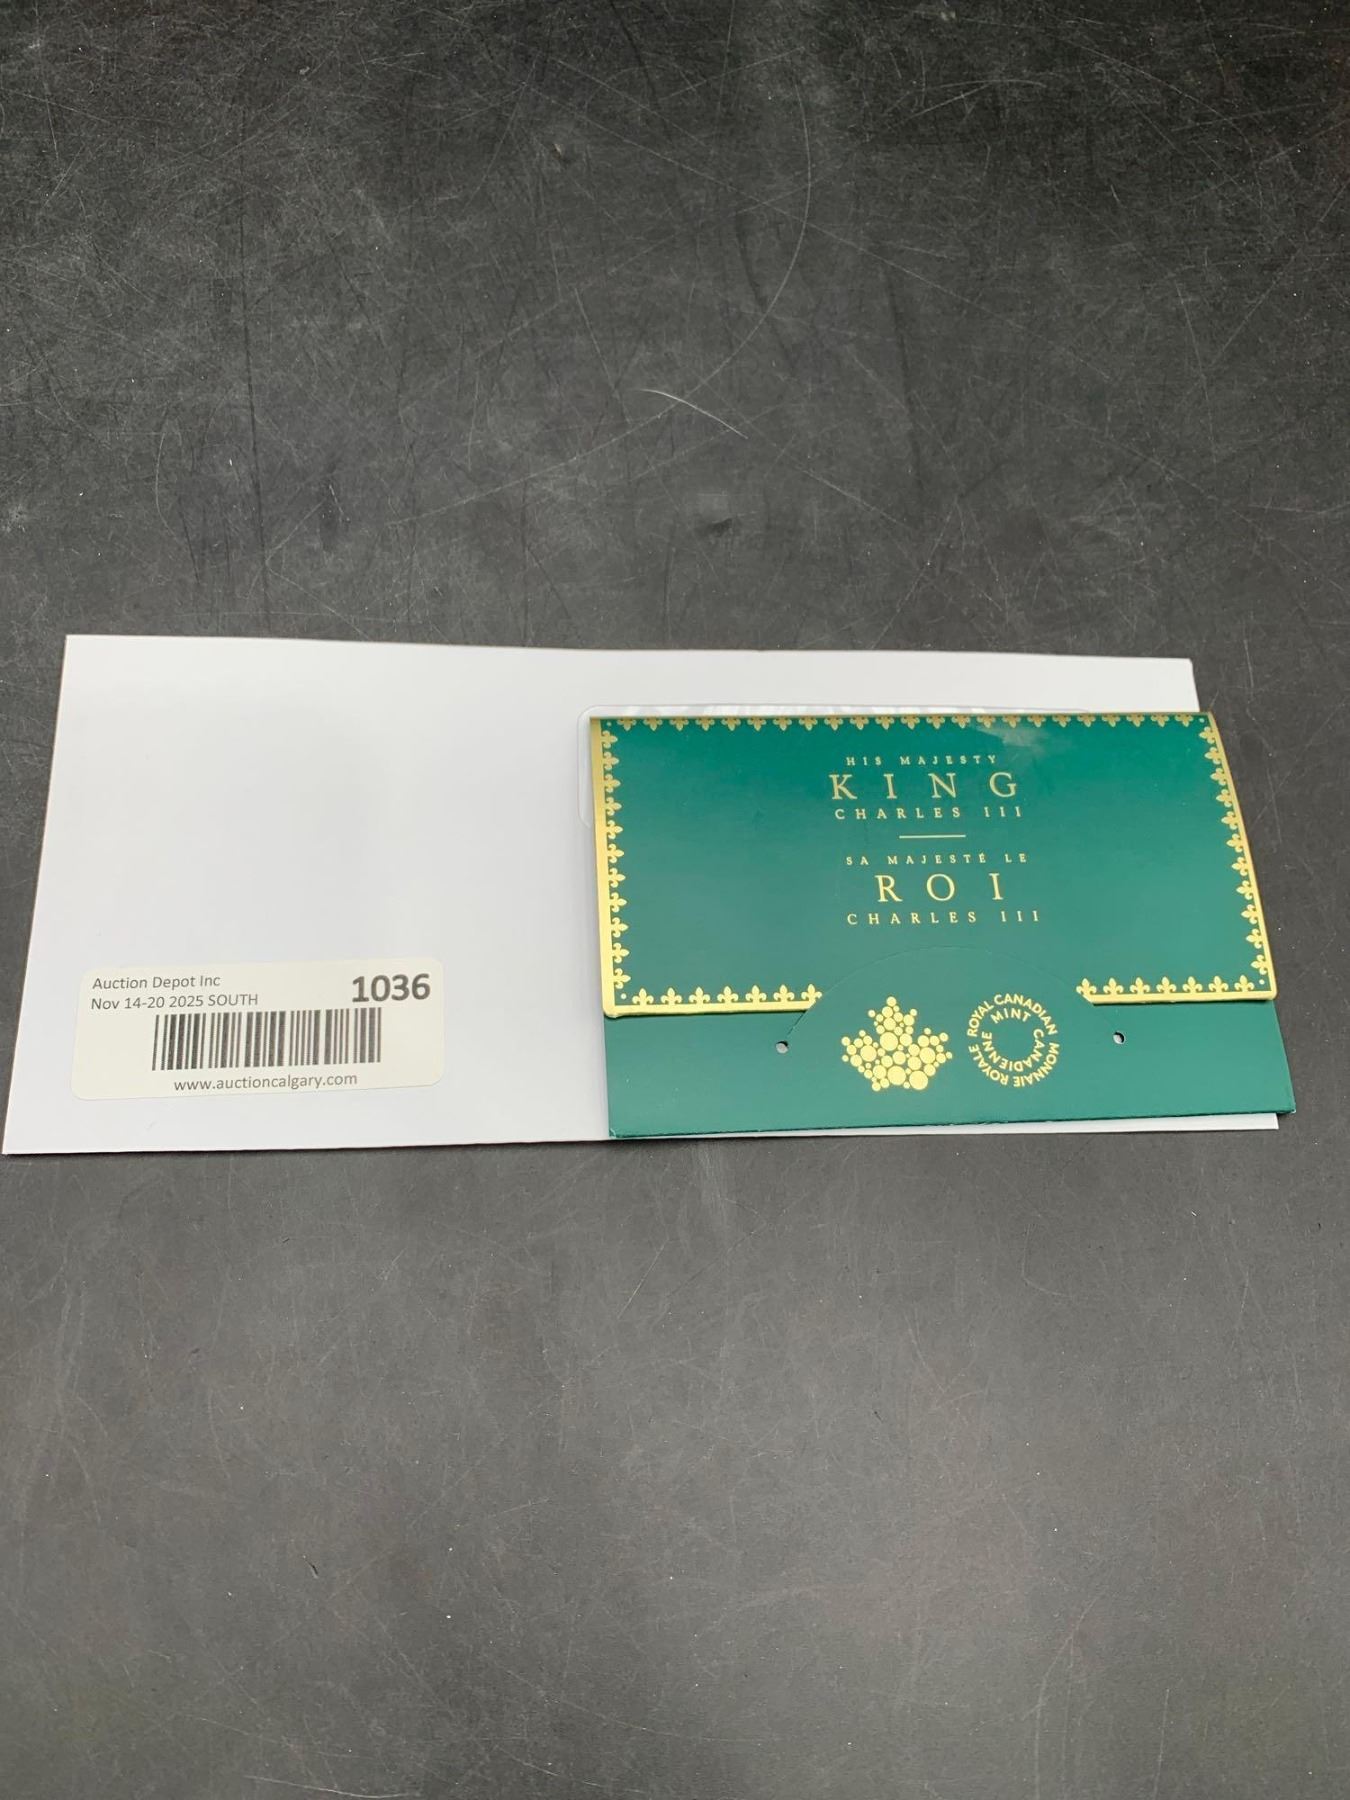 HIS MAJESTY
KING
CHARLES III
SA MAJESTÉ LE
ROI
CHARLES III
ROYAL CANADIAN MINT
MONNAIE ROYALE CANADIENNE
Auction Depot Inc
Nov 14-20 2025 SOUTH
1036
www.auctioncalgary.com